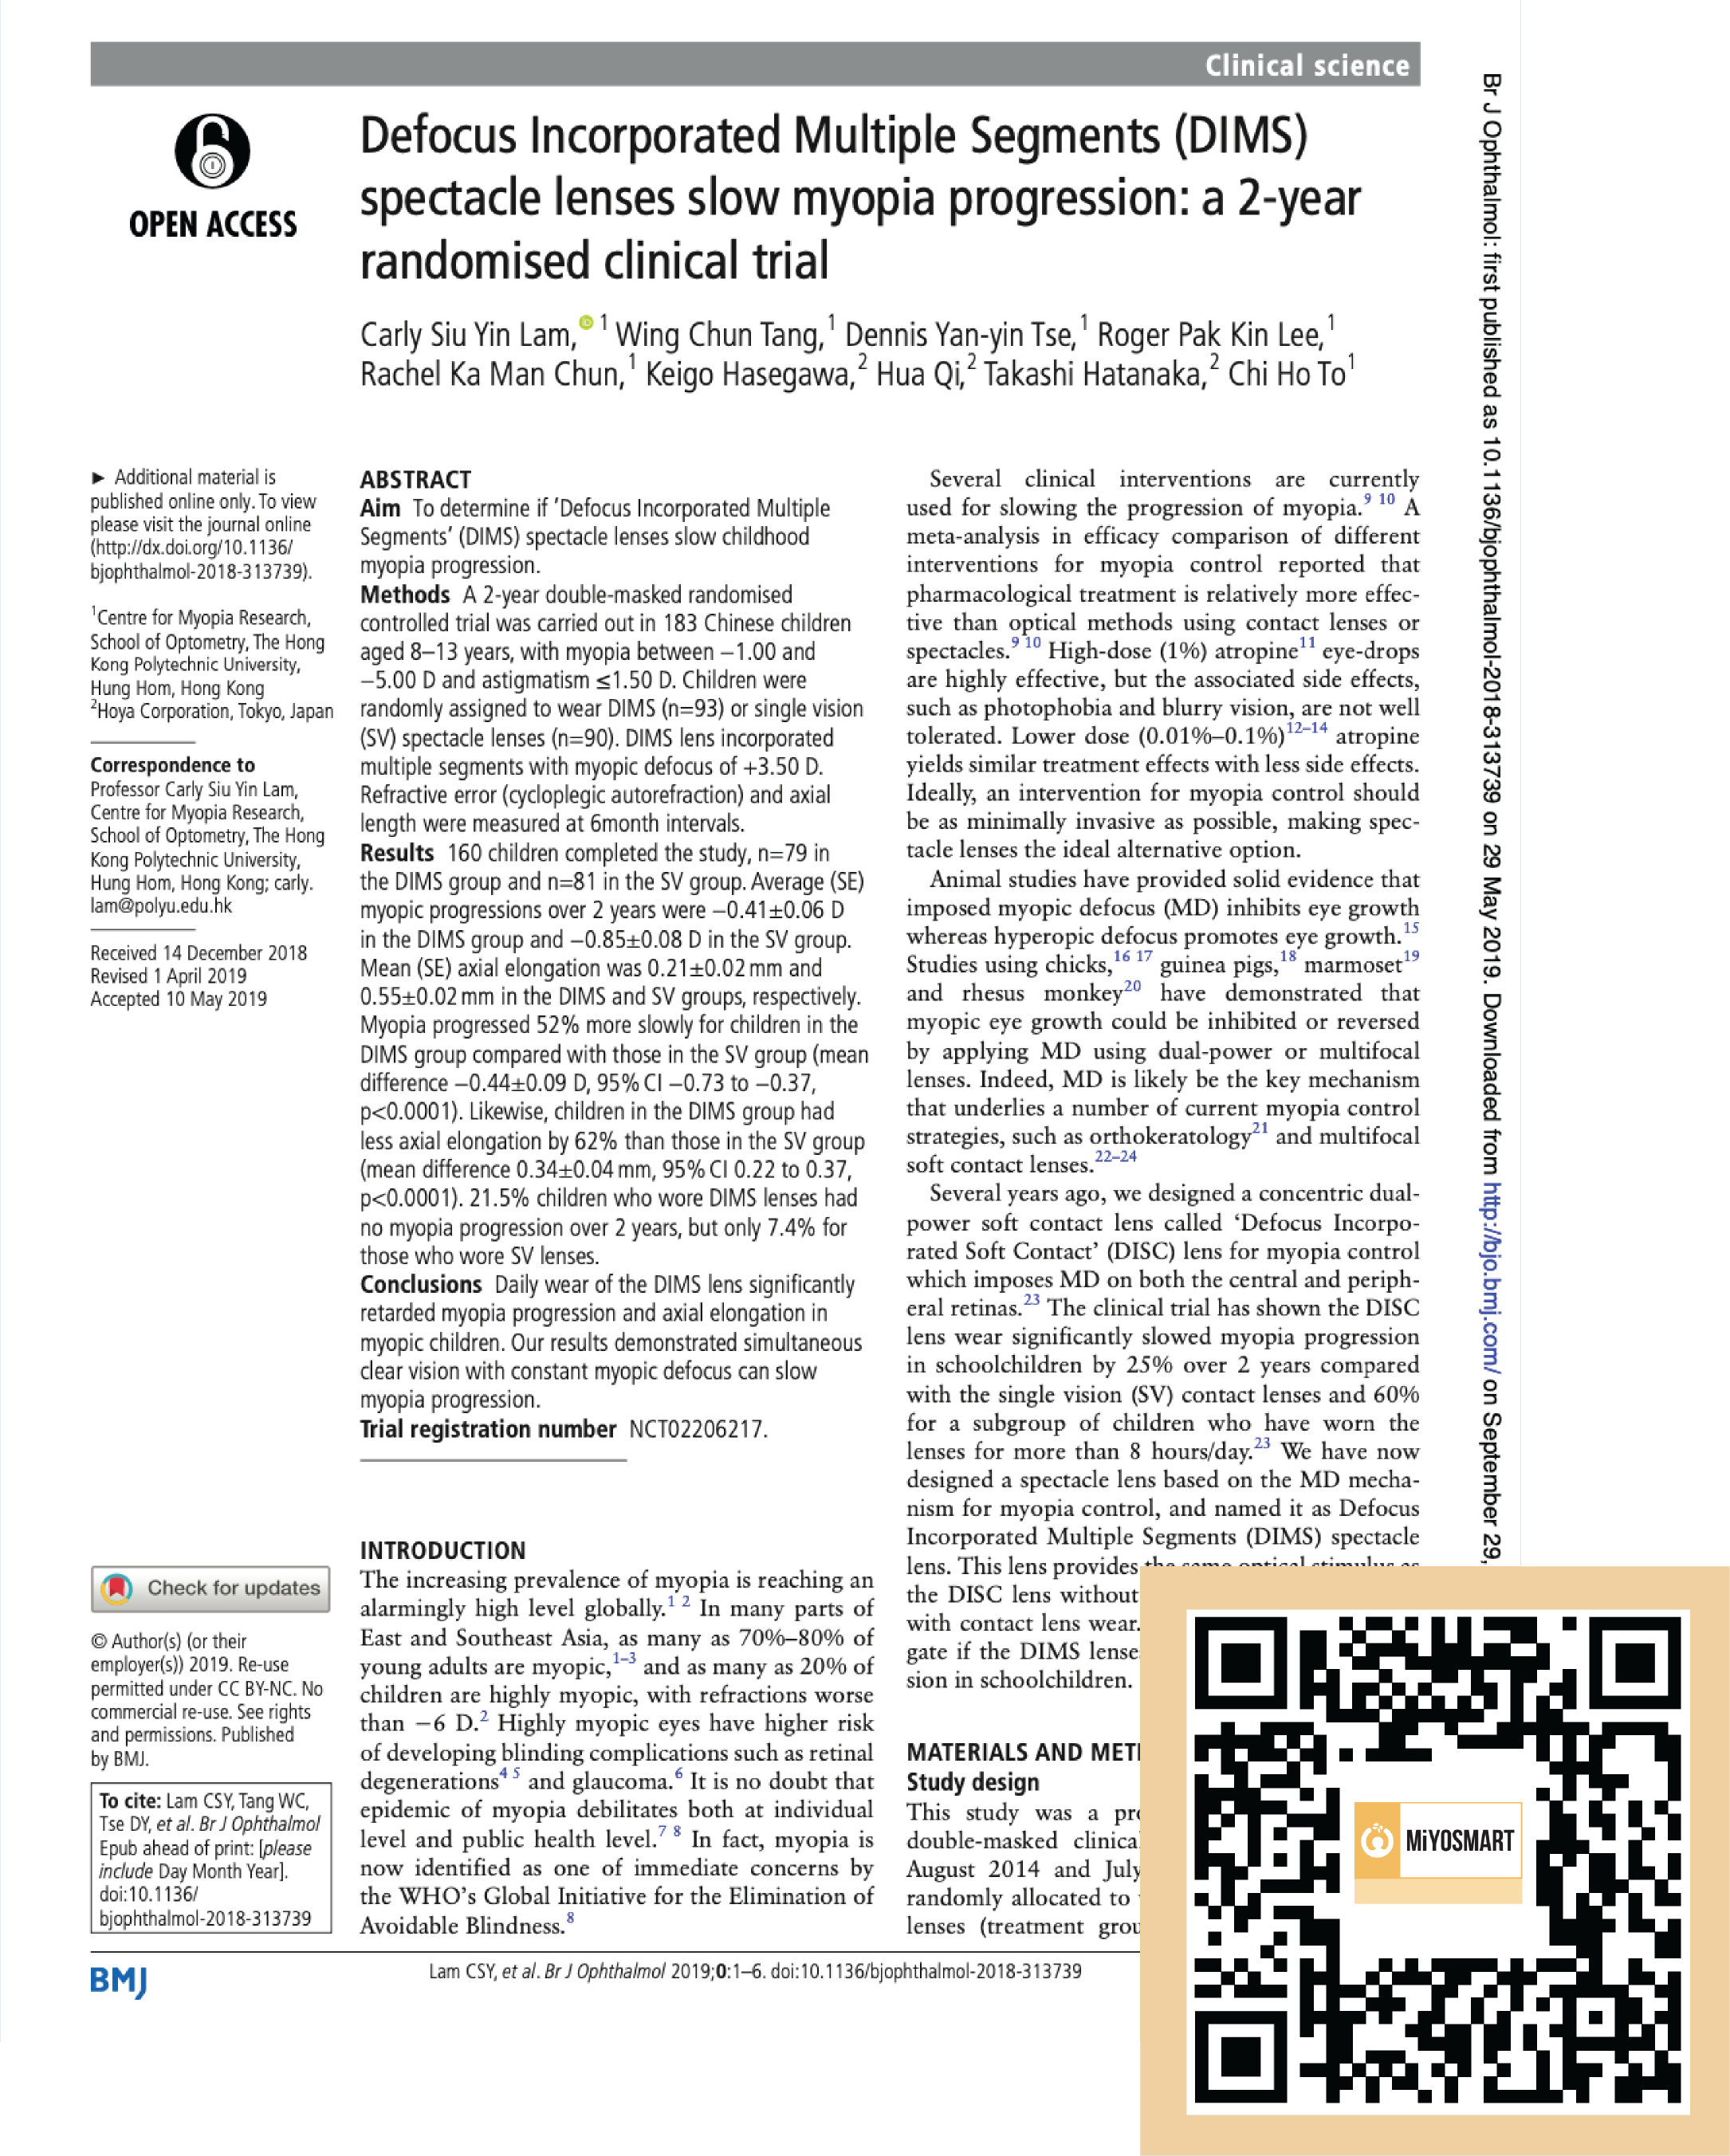 Clinical science
OPEN ACCESS
Defocus Incorporated Multiple Segments (DIMS)
spectacle lenses slow myopia progression: a 2-year
randomised clinical trial
Carly Siu Yin Lam,1 Wing Chun Tang,1 Dennis Yan-yin Tse,1 Roger Pak Kin Lee,1
Rachel Ka Man Chun,1 Keigo Hasegawa,2 Hua Qi,2 Takashi Hatanaka,2 Chi Ho To1
► Additional material is
published online only. To view
please visit the journal online
(http://dx.doi.org/10.1136/
bjophthalmol-2018-313739).
1Centre for Myopia Research,
School of Optometry, The Hong
Kong Polytechnic University,
Hung Hom, Hong Kong
2Hoya Corporation, Tokyo, Japan
Correspondence to
Professor Carly Siu Yin Lam,
Centre for Myopia Research,
School of Optometry, The Hong
Kong Polytechnic University,
Hung Hom, Hong Kong; carly.
lam@polyu.edu.hk
Received 14 December 2018
Revised 1 April 2019
Accepted 10 May 2019
Check for updates
© Author(s) (or their
employer(s)) 2019. Re-use
permitted under CC BY-NC. No
commercial re-use. See rights
and permissions. Published
by BMJ.
To cite: Lam CSY, Tang WC,
Tse DY, et al. Br J Ophthalmol
Epub ahead of print: [please
include Day Month Year].
doi:10.1136/
bjophthalmol-2018-313739
ABSTRACT
Aim To determine if 'Defocus Incorporated Multiple
Segments' (DIMS) spectacle lenses slow childhood
myopia progression.
Methods A 2-year double-masked randomised
controlled trial was carried out in 183 Chinese children
aged 8–13 years, with myopia between −1.00 and
−5.00 D and astigmatism ≤1.50 D. Children were
randomly assigned to wear DIMS (n=93) or single vision
(SV) spectacle lenses (n=90). DIMS lens incorporated
multiple segments with myopic defocus of +3.50 D.
Refractive error (cycloplegic autorefraction) and axial
length were measured at 6month intervals.
Results 160 children completed the study, n=79 in
the DIMS group and n=81 in the SV group. Average (SE)
myopic progressions over 2 years were −0.41±0.06 D
in the DIMS group and −0.85±0.08 D in the SV group.
Mean (SE) axial elongation was 0.21±0.02 mm and
0.55±0.02 mm in the DIMS and SV groups, respectively.
Myopia progressed 52% more slowly for children in the
DIMS group compared with those in the SV group (mean
difference −0.44±0.09 D, 95% CI −0.73 to −0.37,
p<0.0001). Likewise, children in the DIMS group had
less axial elongation by 62% than those in the SV group
(mean difference 0.34±0.04 mm, 95% CI 0.22 to 0.37,
p<0.0001). 21.5% children who wore DIMS lenses had
no myopia progression over 2 years, but only 7.4% for
those who wore SV lenses.
Conclusions Daily wear of the DIMS lens significantly
retarded myopia progression and axial elongation in
myopic children. Our results demonstrated simultaneous
clear vision with constant myopic defocus can slow
myopia progression.
Trial registration number NCT02206217.
INTRODUCTION
The increasing prevalence of myopia is reaching an
alarmingly high level globally.1 2 In many parts of
East and Southeast Asia, as many as 70%–80% of
young adults are myopic,1–3 and as many as 20% of
children are highly myopic, with refractions worse
than −6 D.2 Highly myopic eyes have higher risk
of developing blinding complications such as retinal
degenerations4 5 and glaucoma.6 It is no doubt that
epidemic of myopia debilitates both at individual
level and public health level.7 8 In fact, myopia is
now identified as one of immediate concerns by
the WHO's Global Initiative for the Elimination of
Avoidable Blindness.8
Several clinical interventions are currently
used for slowing the progression of myopia.9 10 A
meta-analysis in efficacy comparison of different
interventions for myopia control reported that
pharmacological treatment is relatively more effec-
tive than optical methods using contact lenses or
spectacles.9 10 High-dose (1%) atropine11 eye-drops
are highly effective, but the associated side effects,
such as photophobia and blurry vision, are not well
tolerated. Lower dose (0.01%–0.1%)12–14 atropine
yields similar treatment effects with less side effects.
Ideally, an intervention for myopia control should
be as minimally invasive as possible, making spec-
tacle lenses the ideal alternative option.
Animal studies have provided solid evidence that
imposed myopic defocus (MD) inhibits eye growth
whereas hyperopic defocus promotes eye growth.15
Studies using chicks,16 17 guinea pigs,18 marmoset19
and rhesus monkey20 have demonstrated that
myopic eye growth could be inhibited or reversed
by applying MD using dual-power or multifocal
lenses. Indeed, MD is likely be the key mechanism
that underlies a number of current myopia control
strategies, such as orthokeratology21 and multifocal
soft contact lenses.22–24
Several years ago, we designed a concentric dual-
power soft contact lens called 'Defocus Incorpo-
rated Soft Contact' (DISC) lens for myopia control
which imposes MD on both the central and periph-
eral retinas.23 The clinical trial has shown the DISC
lens wear significantly slowed myopia progression
in schoolchildren by 25% over 2 years compared
with the single vision (SV) contact lenses and 60%
for a subgroup of children who have worn the
lenses for more than 8 hours/day.23 We have now
designed a spectacle lens based on the MD mecha-
nism for myopia control, and named it as Defocus
Incorporated Multiple Segments (DIMS) spectacle
lens. This lens provides the same optical stimulus as
the DISC lens without
with contact lens wear.
gate if the DIMS lense
sion in schoolchildren.
MATERIALS AND MET
Study design
This study was a pr
double-masked clinica
August 2014 and July
randomly allocated to
lenses (treatment grou
BMJ
Lam CSY, et al. Br J Ophthalmol 2019;0:1–6. doi:10.1136/bjophthalmol-2018-313739
Br J Ophthalmol: first published as 10.1136/bjophthalmol-2018-313739 on 29 May 2019. Downloaded from http://bjo.bmj.com/ on September 29,
MiYOSMART